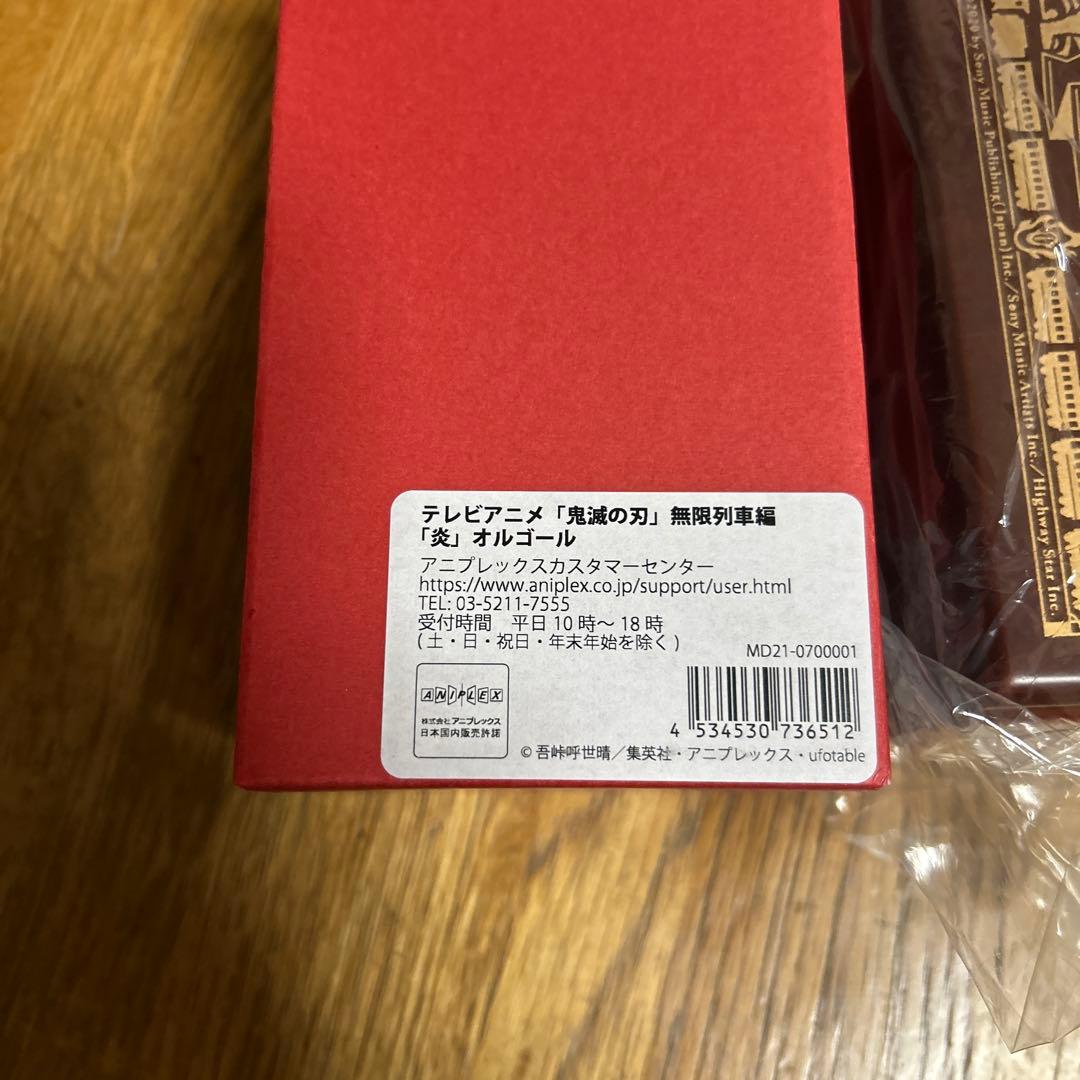 テレビアニメ「鬼滅の刃」無限列車編
「炎」オルゴール
アニプレックスカスタマーセンター
https://www.aniplex.co.jp/support/user.html
TEL: 03-5211-7555
受付時間　平日 10 時～ 18 時
( 土・日・祝日・年末年始を除く )
MD21-0700001
ANIPLEX
株式会社 アニプレックス
日本国内販売許諾
4 534530 736512
© 吾峠呼世晴／集英社・アニプレックス・ufotable
2020 by Sony Music Publishing(Japan)Inc./Sony Music Artists Inc./Highway Star Inc.